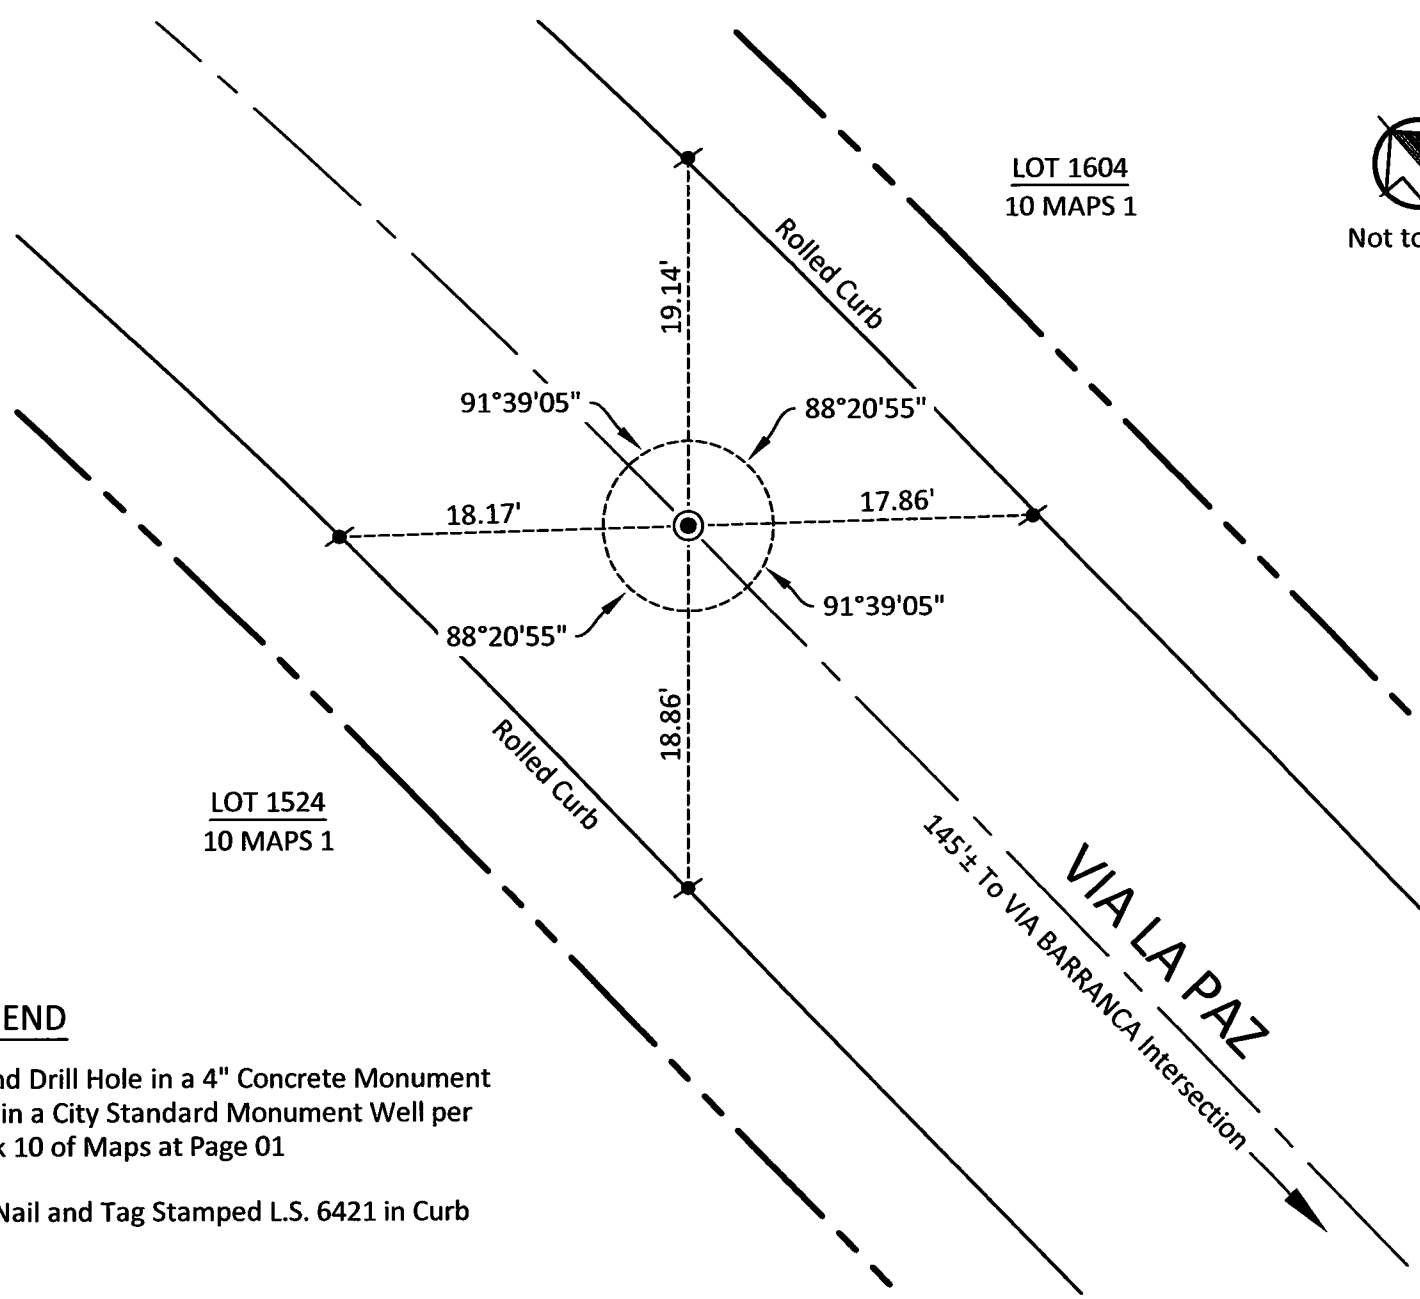 LOT 1604
10 MAPS 1
Not to
Rolled Curb
19.14'
91°39'05"
88°20'55"
18.17'
17.86'
91°39'05"
88°20'55"
18.86'
Rolled Curb
LOT 1524
10 MAPS 1
145'± To VIA BARRANCA Intersection
VIA LA PAZ
END
nd Drill Hole in a 4" Concrete Monument
in a City Standard Monument Well per
k 10 of Maps at Page 01
Nail and Tag Stamped L.S. 6421 in Curb